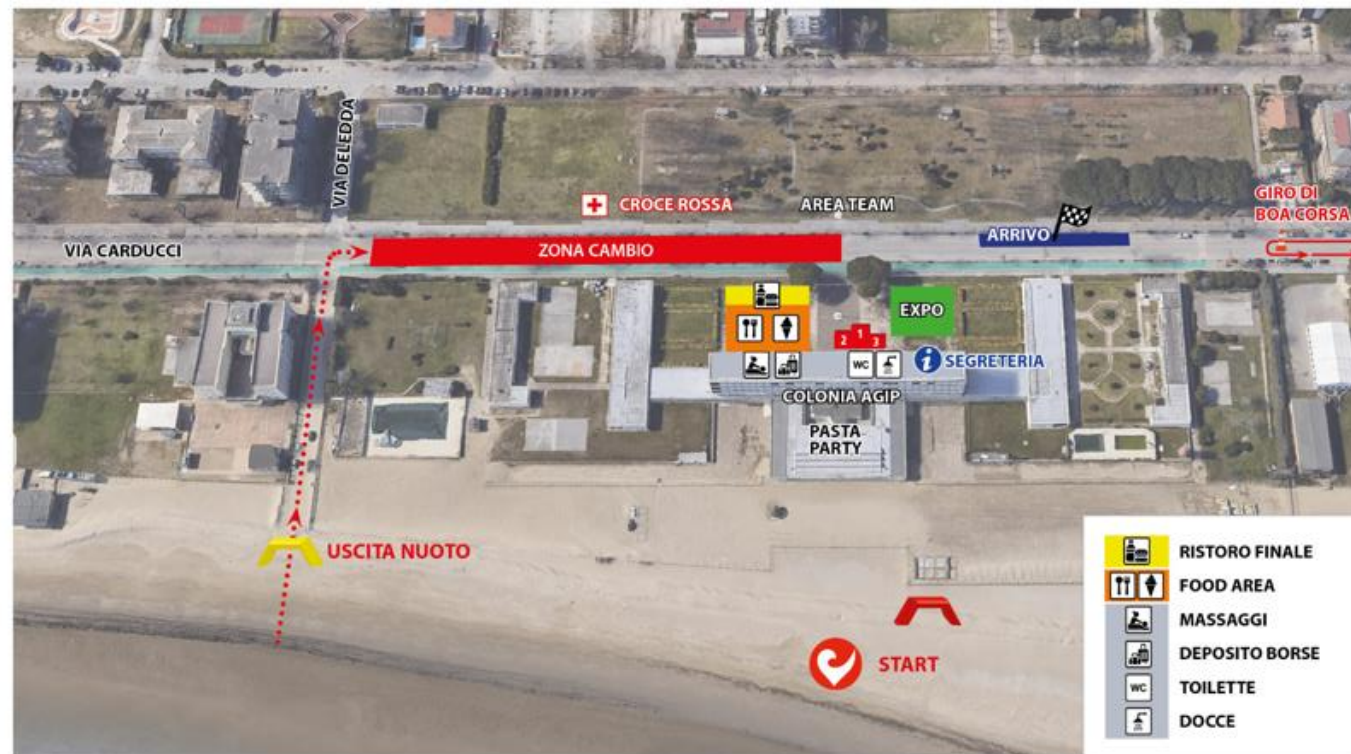 VIA DELEDDA
CROCE ROSSA
AREA TEAM
GIRO DI
BOA CORSA
VIA CARDUCCI
ZONA CAMBIO
ARRIVO
EXPO
2 1 3
WC
i SEGRETERIA
COLONIA AGIP
PASTA
PARTY
USCITA NUOTO
START
RISTORO FINALE
FOOD AREA
MASSAGGI
DEPOSITO BORSE
WC TOILETTE
DOCCE